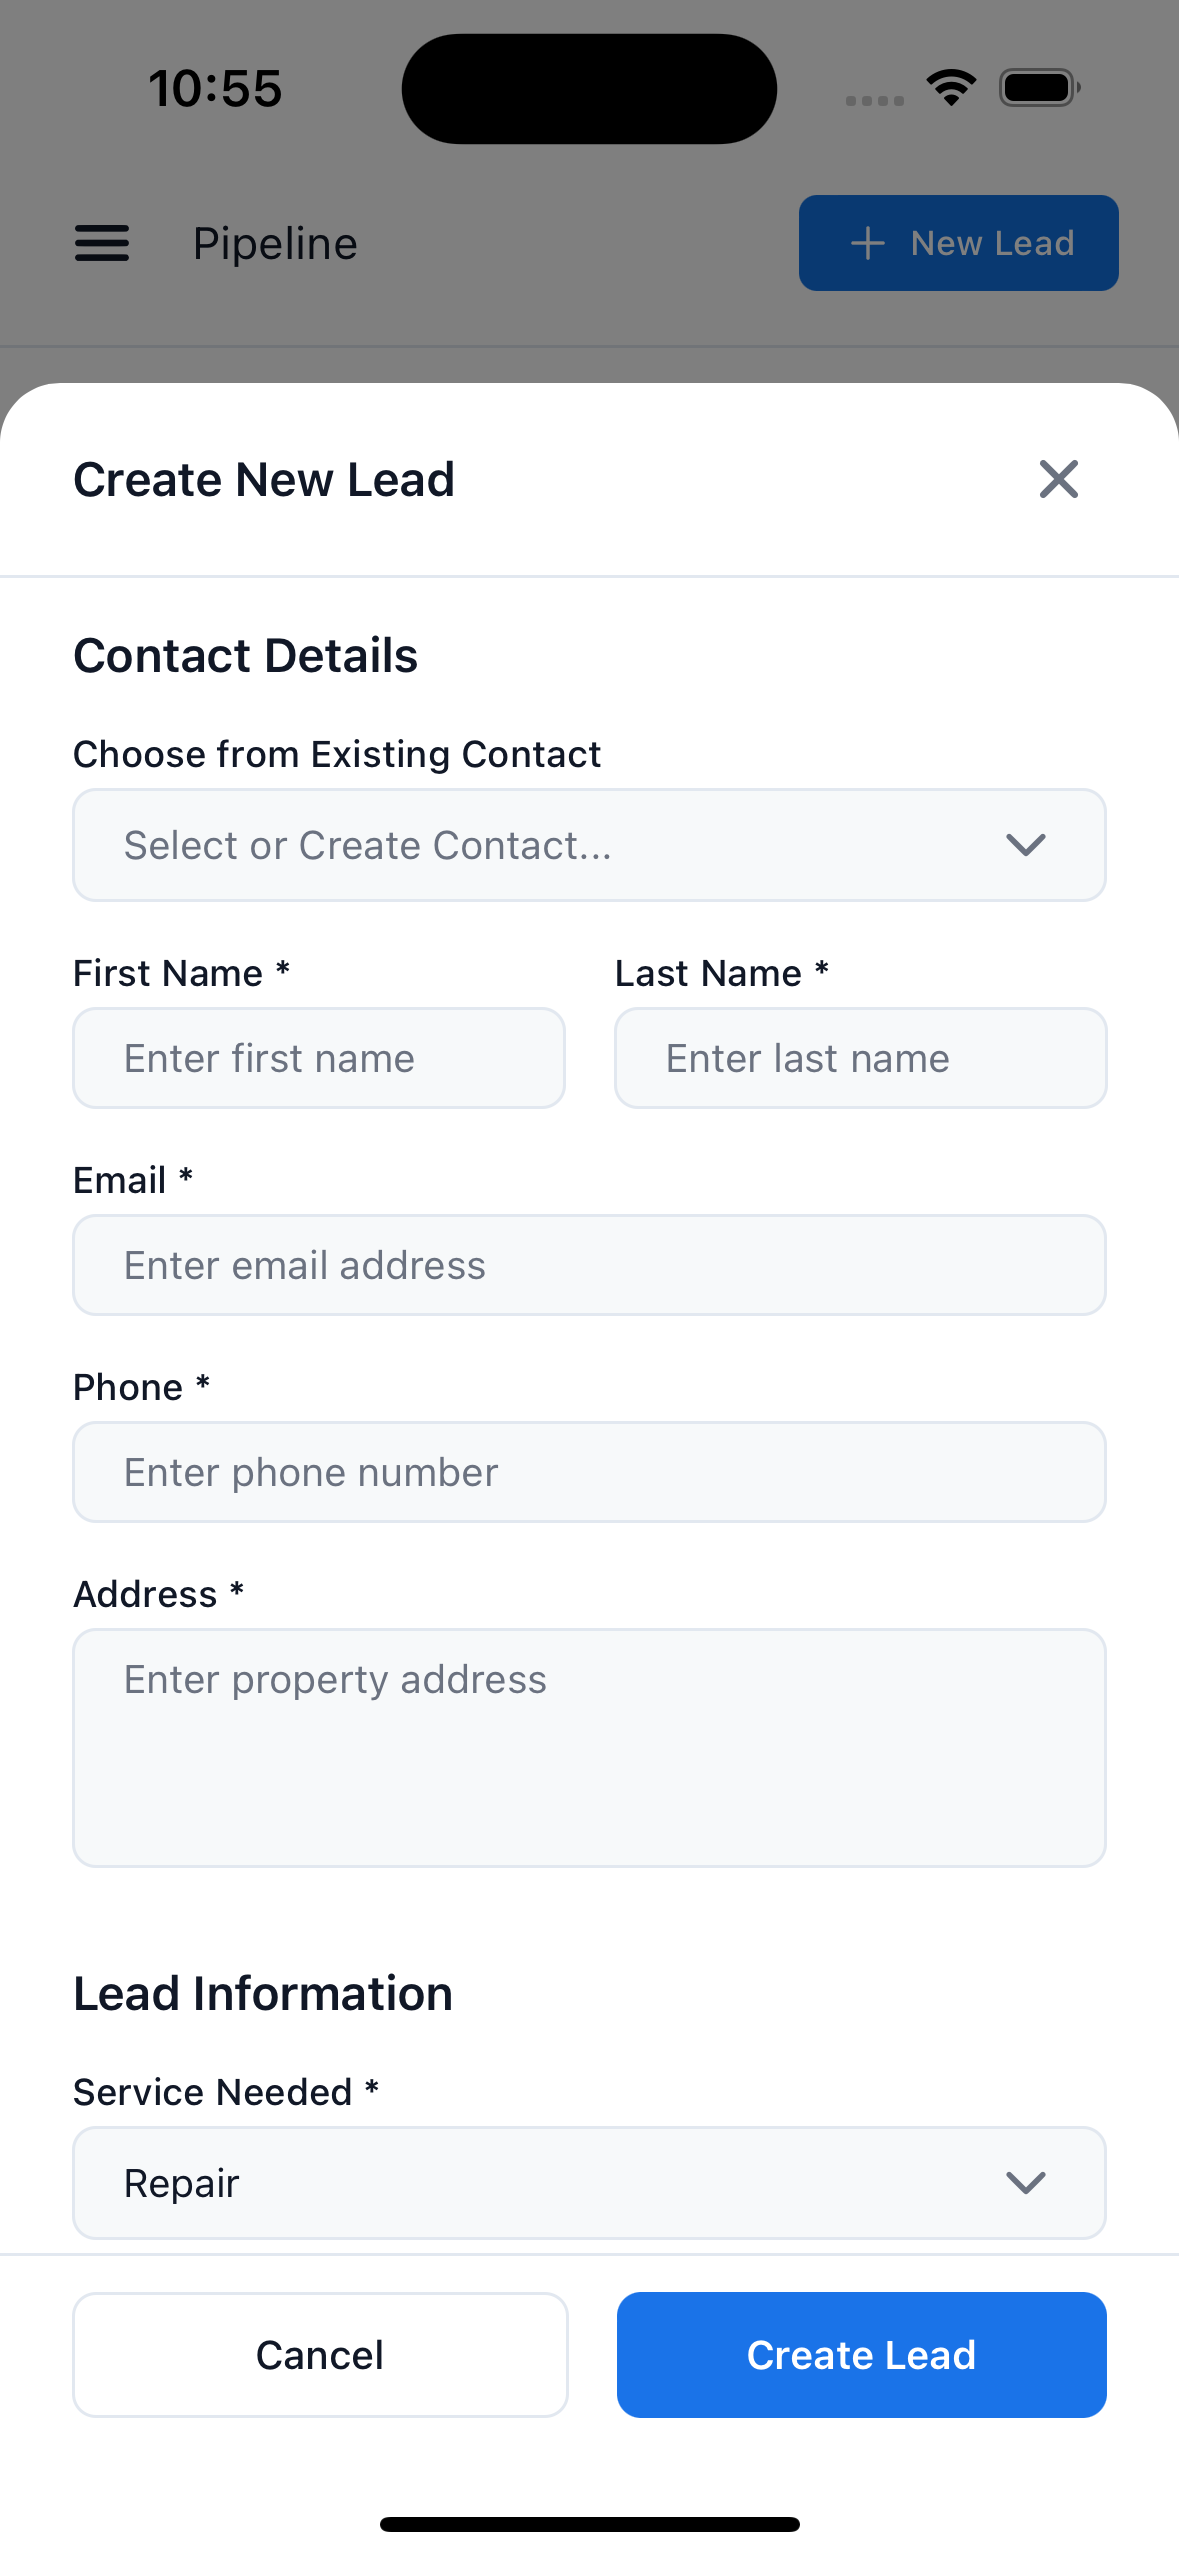 10:55
Pipeline
New Lead
Create New Lead
Contact Details
Choose from Existing Contact
Select or Create Contact...
First Name *
Last Name *
Enter first name
Enter last name
Email *
Enter email address
Phone *
Enter phone number
Address *
Enter property address
Lead Information
Service Needed *
Repair
Cancel
Create Lead